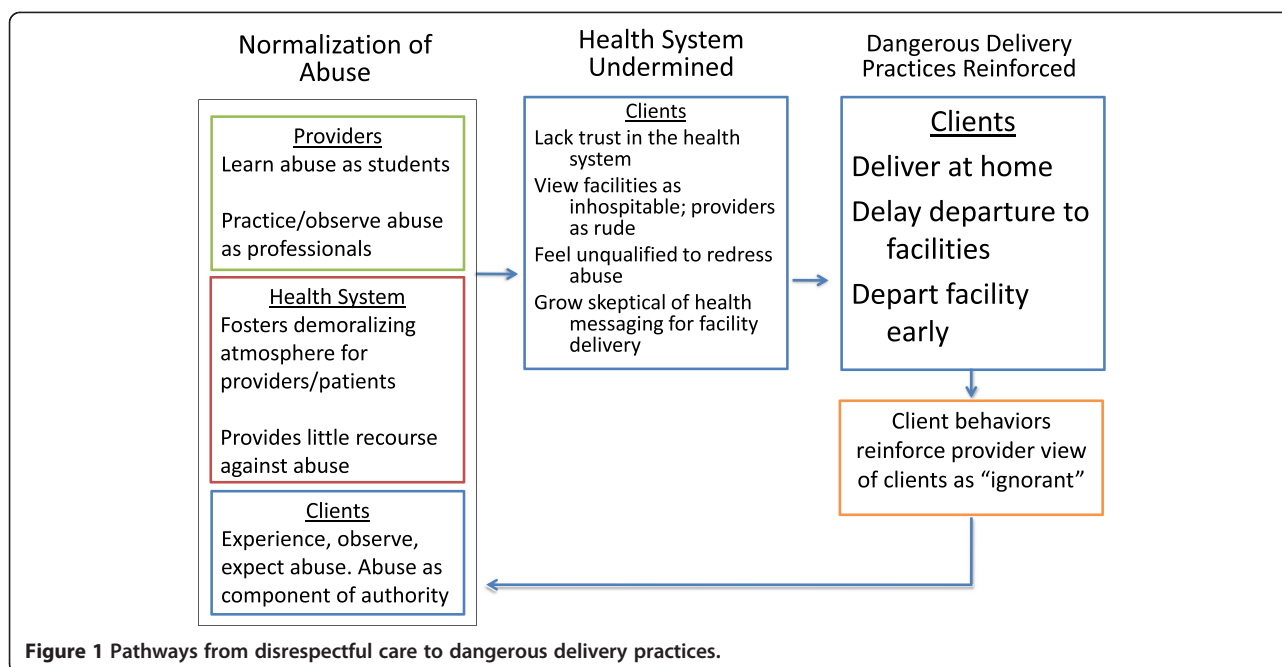 Normalization of
Abuse
Providers
Learn abuse as students
Practice/observe abuse
as professionals
Health System
Fosters demoralizing
atmosphere for
providers/patients
Provides little recourse
against abuse
Clients
Experience, observe,
expect abuse. Abuse as
component of authority
Health System
Undermined
Clients
Lack trust in the health
system
View facilities as
inhospitable; providers
as rude
Feel unqualified to redress
abuse
Grow skeptical of health
messaging for facility
delivery
Dangerous Delivery
Practices Reinforced
Clients
Deliver at home
Delay departure to
facilities
Depart facility
early
Client behaviors
reinforce provider view
of clients as “ignorant”
Figure 1 Pathways from disrespectful care to dangerous delivery practices.